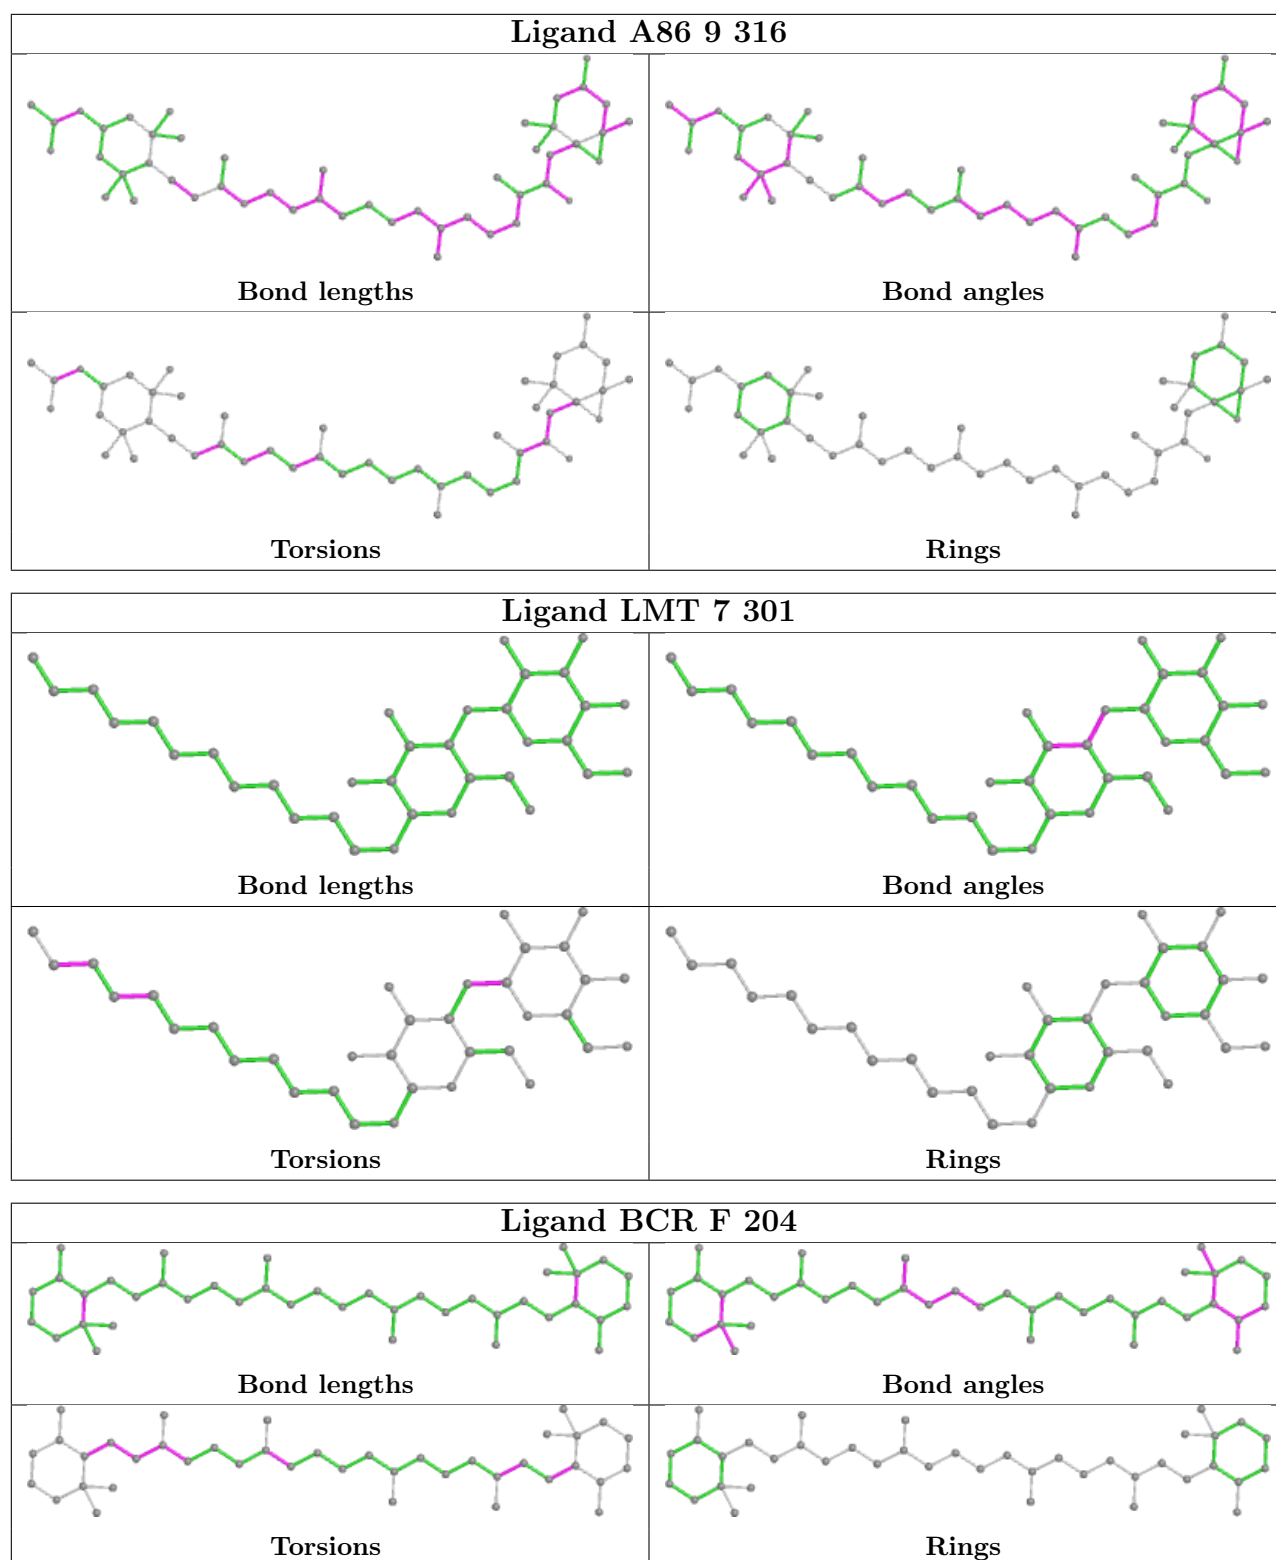 Ligand A86 9 316
Bond lengths
Bond angles
Torsions
Rings
Ligand LMT 7 301
Bond lengths
Bond angles
Torsions
Rings
Ligand BCR F 204
Bond lengths
Bond angles
Torsions
Rings